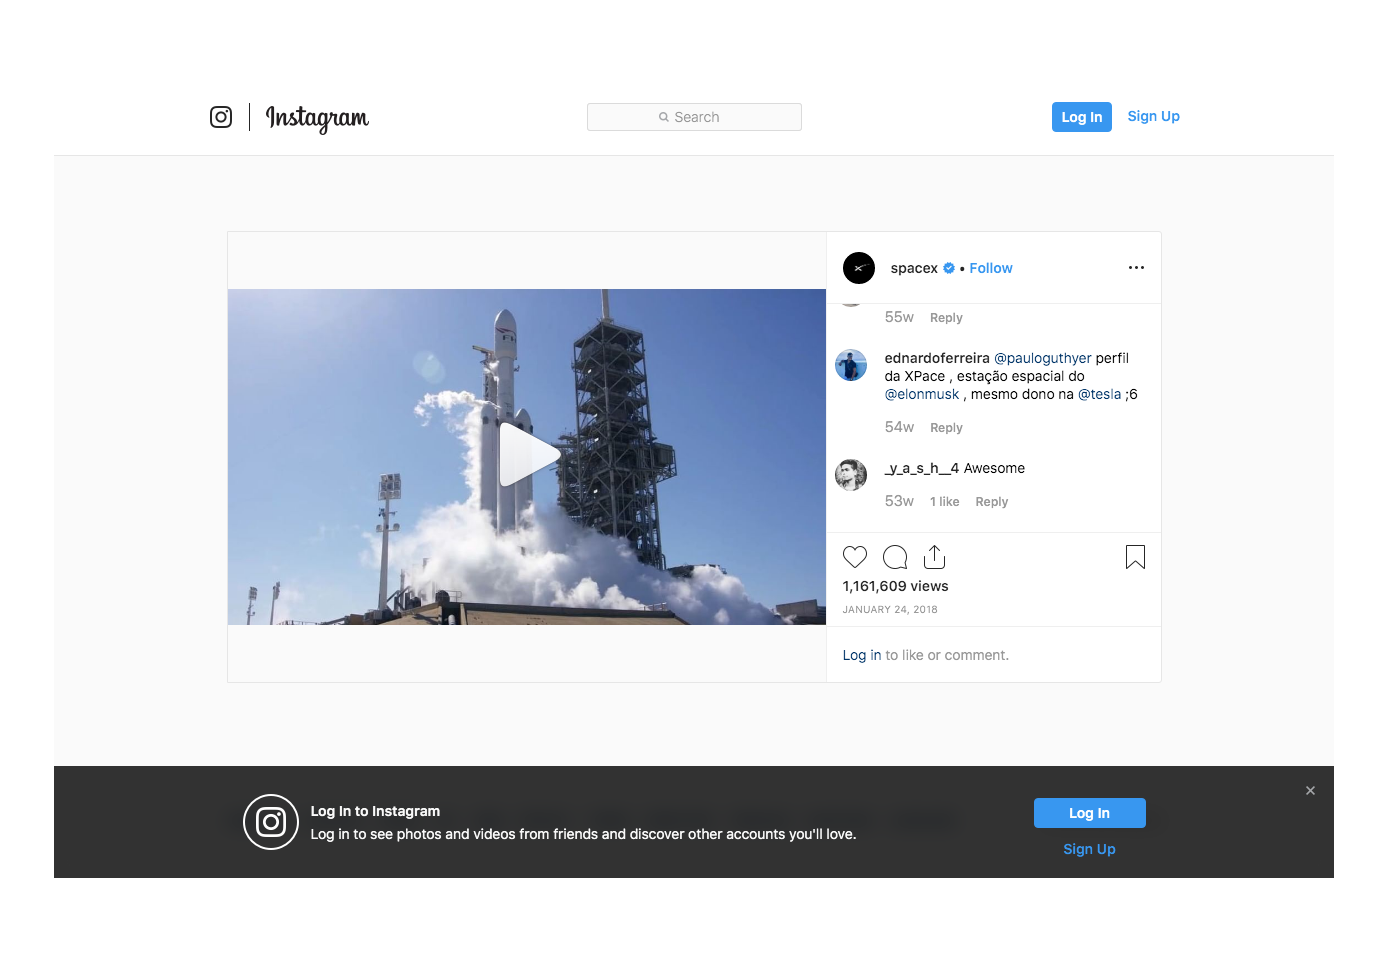 Instagram
Search
Log In
Sign Up
spacex • Follow
55w Reply
ednardoferreira @pauloguthyer perfil
da XPace , estação espacial do
@elonmusk , mesmo dono na @tesla ;6
54w Reply
_y_a_s_h__4 Awesome
53w 1 like Reply
1,161,609 views
JANUARY 24, 2018
Log in to like or comment.
Log In to Instagram
Log in to see photos and videos from friends and discover other accounts you'll love.
Log In
Sign Up